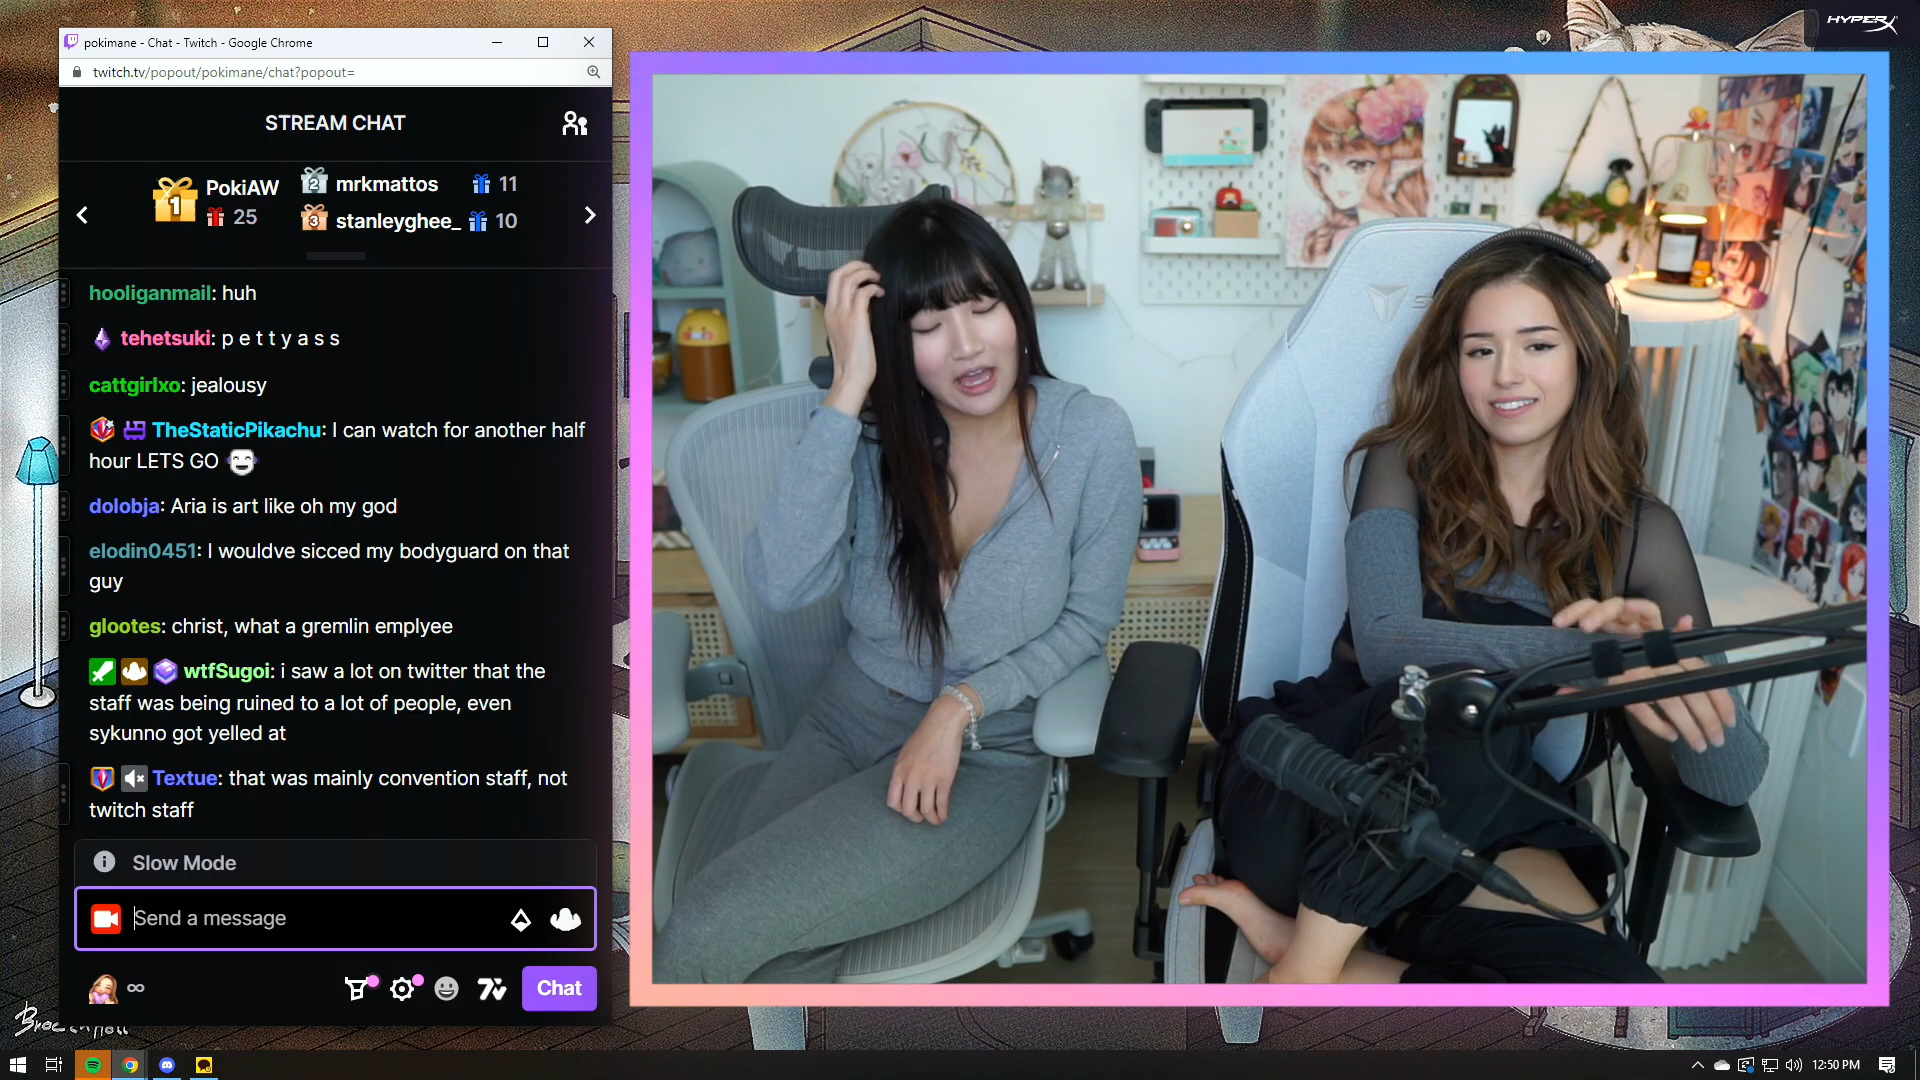 pokimane - Chat - Twitch - Google Chrome
twitch.tv/popout/pokimane/chat?popout=
HYPERX
STREAM CHAT
1 PokiAW 25
2 mrkmattos 11
3 stanleyghee_ 10
hooliganmail: huh
tehetsuki: p e t t y a s s
cattgirlxo: jealousy
TheStaticPikachu: I can watch for another half
hour LETS GO
dolobja: Aria is art like oh my god
elodin0451: I wouldve sicced my bodyguard on that
guy
glootes: christ, what a gremlin emplyee
wtfSugoi: i saw a lot on twitter that the
staff was being ruined to a lot of people, even
sykunno got yelled at
Textue: that was mainly convention staff, not
twitch staff
Slow Mode
Send a message
∞
Chat
12:50 PM